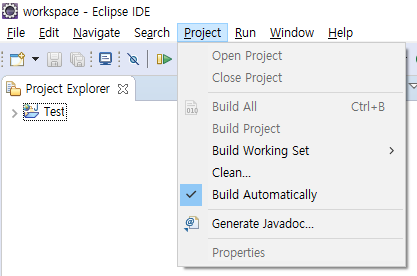 workspace - Eclipse IDE
File Edit Navigate Search Project Run Window Help
Open Project
Close Project
Project Explorer
Build All Ctrl+B
Test
Build Project
Build Working Set
Clean...
Build Automatically
Generate Javadoc...
Properties